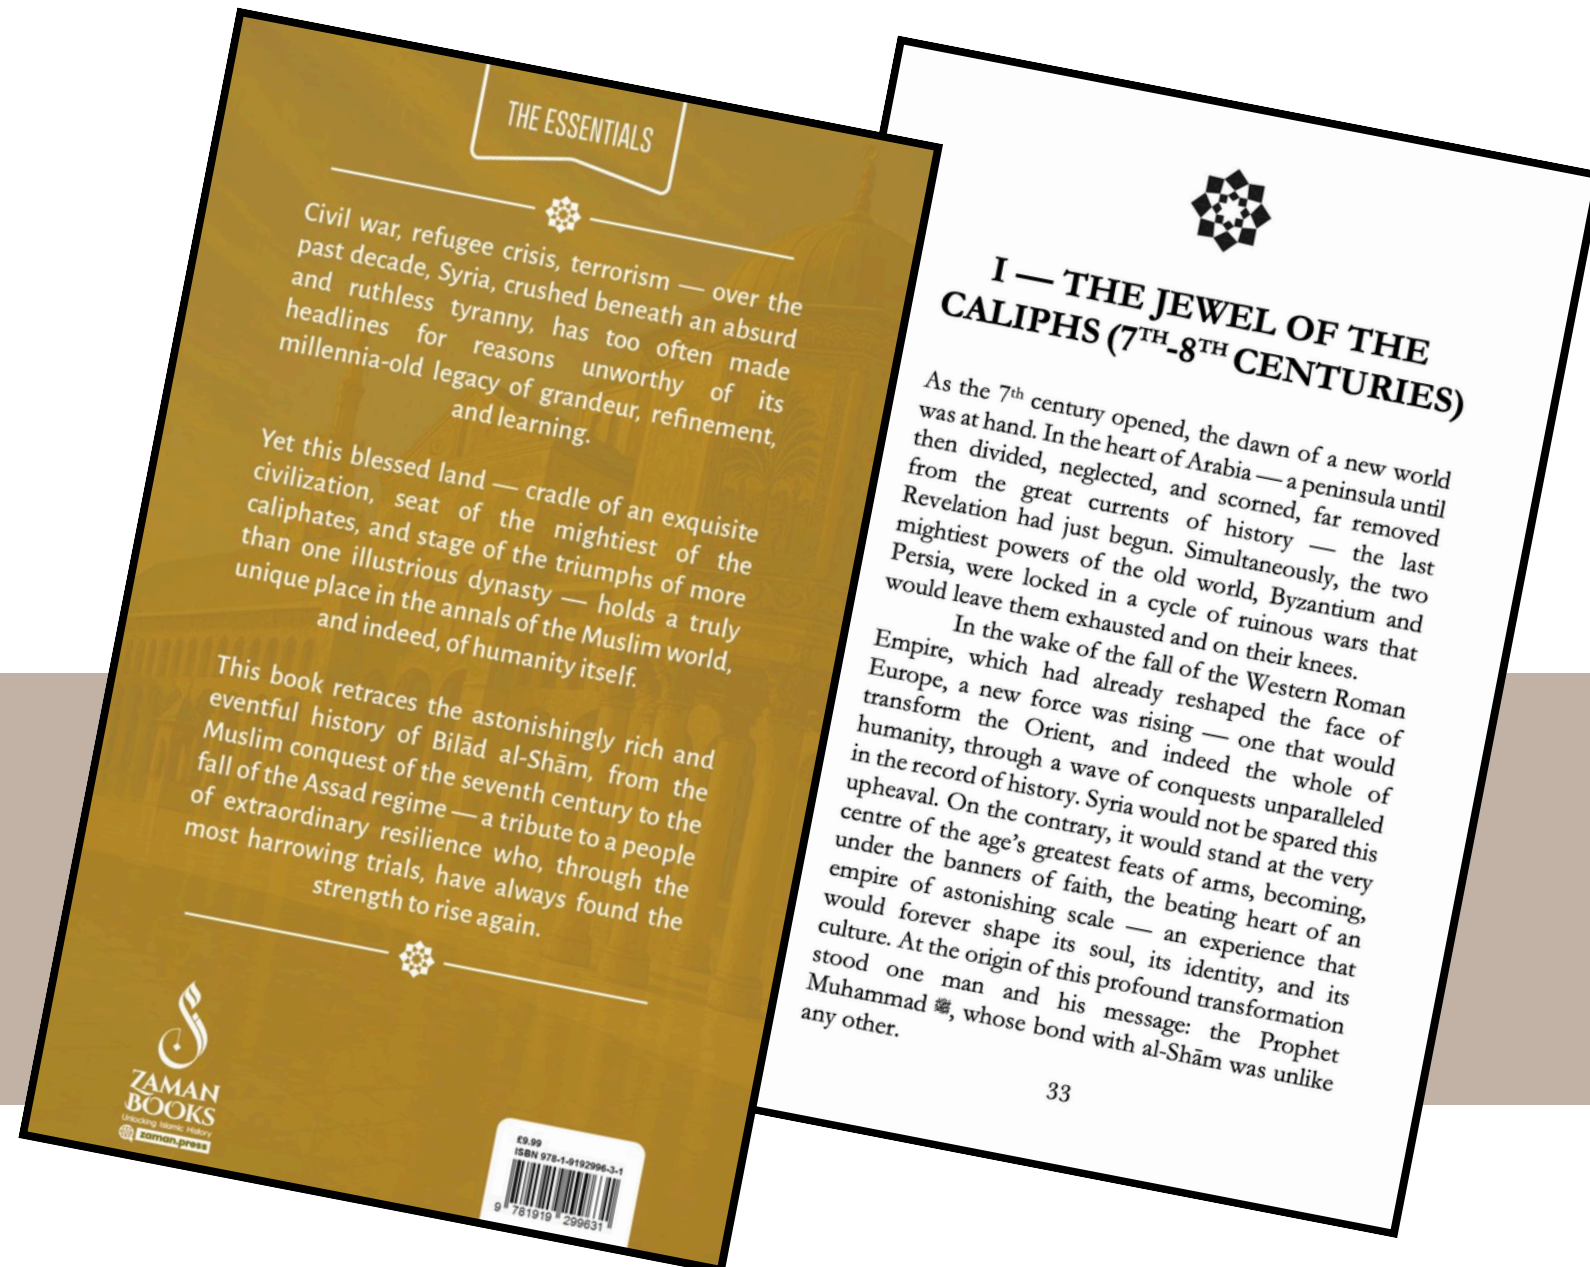 THE ESSENTIALS
Civil war, refugee crisis, terrorism — over the
past decade, Syria, crushed beneath an absurd
and ruthless tyranny, has too often made
headlines for reasons unworthy of its
millennia-old legacy of grandeur, refinement,
and learning.
Yet this blessed land — cradle of an exquisite
civilization, seat of the mightiest of the
caliphates, and stage of the triumphs of more
than one illustrious dynasty — holds a truly
unique place in the annals of the Muslim world,
and indeed, of humanity itself.
This book retraces the astonishingly rich and
eventful history of Bilād al-Shām, from the
Muslim conquest of the seventh century to the
fall of the Assad regime — a tribute to a people
of extraordinary resilience who, through the
most harrowing trials, have always found the
strength to rise again.
ZAMAN
BOOKS
Unlocking Islamic History
zaman.press
£9.99
ISBN 978-1-9192996-3-1
9 781919 299631
I — THE JEWEL OF THE
CALIPHS (7TH-8TH CENTURIES)
As the 7th century opened, the dawn of a new world
was at hand. In the heart of Arabia — a peninsula until
then divided, neglected, and scorned, far removed
from the great currents of history — the last
Revelation had just begun. Simultaneously, the two
mightiest powers of the old world, Byzantium and
Persia, were locked in a cycle of ruinous wars that
would leave them exhausted and on their knees.
In the wake of the fall of the Western Roman
Empire, which had already reshaped the face of
Europe, a new force was rising — one that would
transform the Orient, and indeed the whole of
humanity, through a wave of conquests unparalleled
in the record of history. Syria would not be spared this
upheaval. On the contrary, it would stand at the very
centre of the age's greatest feats of arms, becoming,
under the banners of faith, the beating heart of an
empire of astonishing scale — an experience that
would forever shape its soul, its identity, and its
culture. At the origin of this profound transformation
stood one man and his message: the Prophet
Muhammad ﷺ, whose bond with al-Shām was unlike
any other.
33